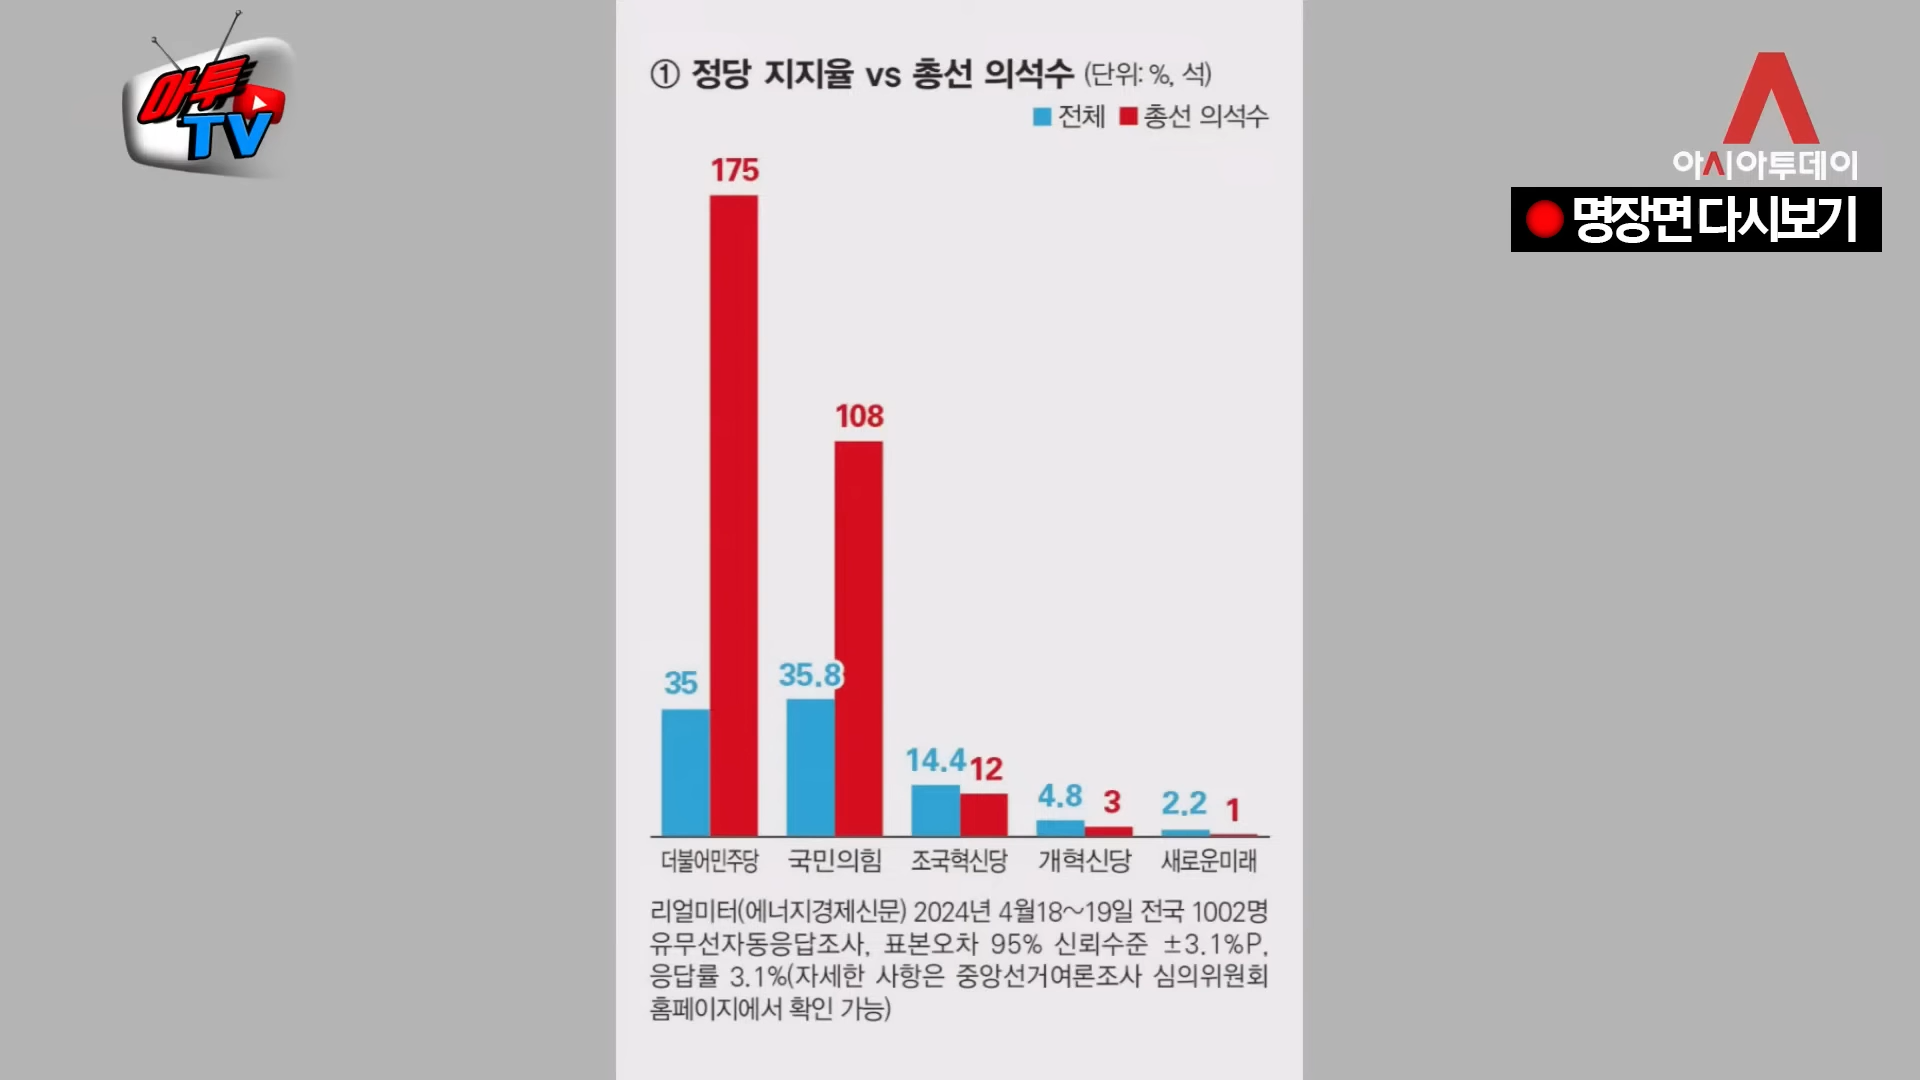 아투
TV
아시아투데이
명장면 다시보기
① 정당 지지율 vs 총선 의석수 (단위: %, 석)
전체 총선 의석수
175
108
35
35.8
14.4
12
4.8
3
2.2
1
더불어민주당 국민의힘 조국혁신당 개혁신당 새로운미래
리얼미터(에너지경제신문) 2024년 4월18~19일 전국 1002명
유무선자동응답조사, 표본오차 95% 신뢰수준 ±3.1%P,
응답률 3.1%(자세한 사항은 중앙선거여론조사 심의위원회
홈페이지에서 확인 가능)